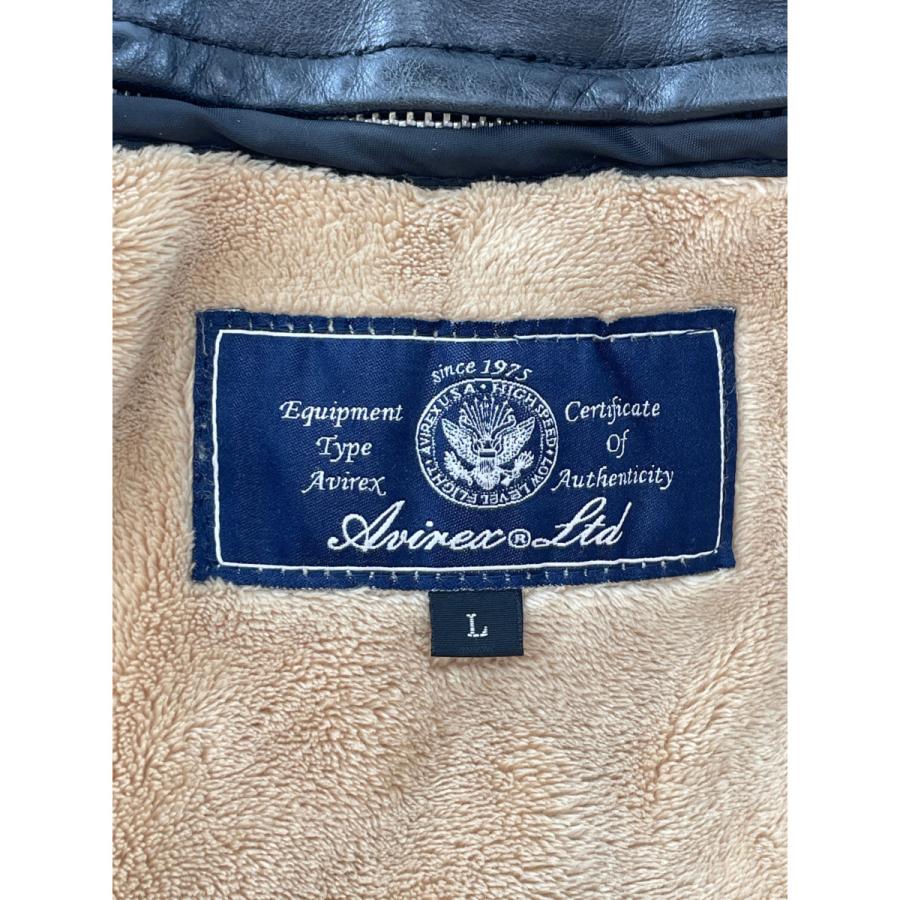 since 1975
AVIREX U.S.A. • HIGH SPEED • LOW LEVEL FLIGHT •
Equipment
Type
Avirex
Certificate
Of
Authenticity
Avirex® Ltd
L